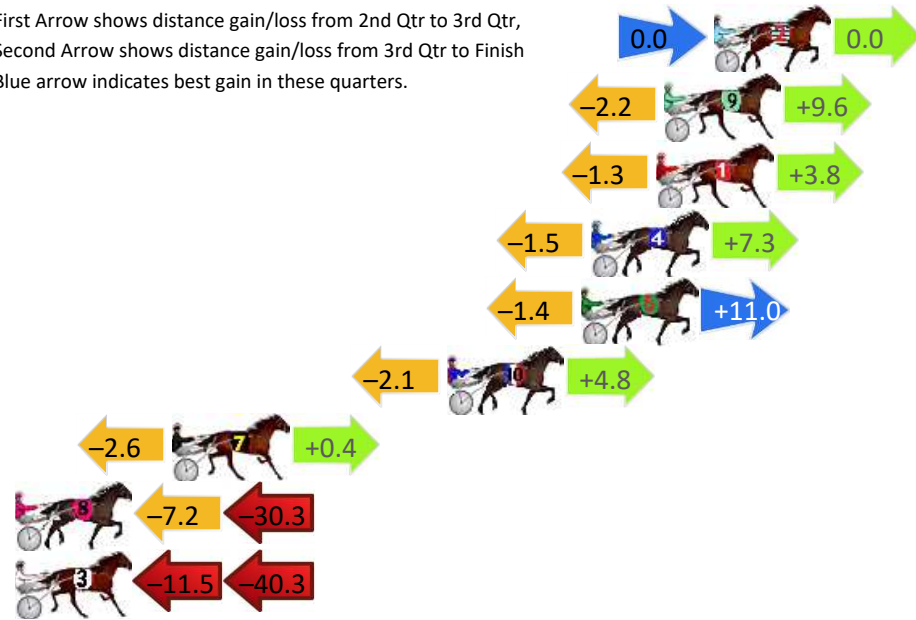 First Arrow shows distance gain/loss from 2nd Qtr to 3rd Qtr,
Second Arrow shows distance gain/loss from 3rd Qtr to Finish
Blue arrow indicates best gain in these quarters.
0.0 2 0.0
–2.2 9 +9.6
–1.3 1 +3.8
–1.5 4 +7.3
–1.4 5 +11.0
–2.1 10 +4.8
–2.6 7 +0.4
8 –7.2 –30.3
3 –11.5 –40.3